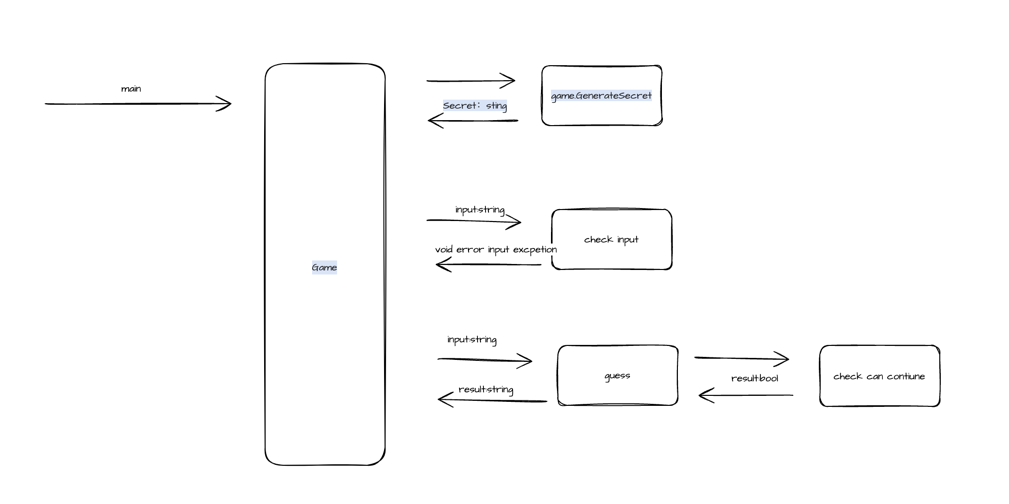 main
game.GenerateSecret
Secret: sting
input:string
check input
void error input excpetion
Game
input:string
guess
result:string
result:bool
check can contiune